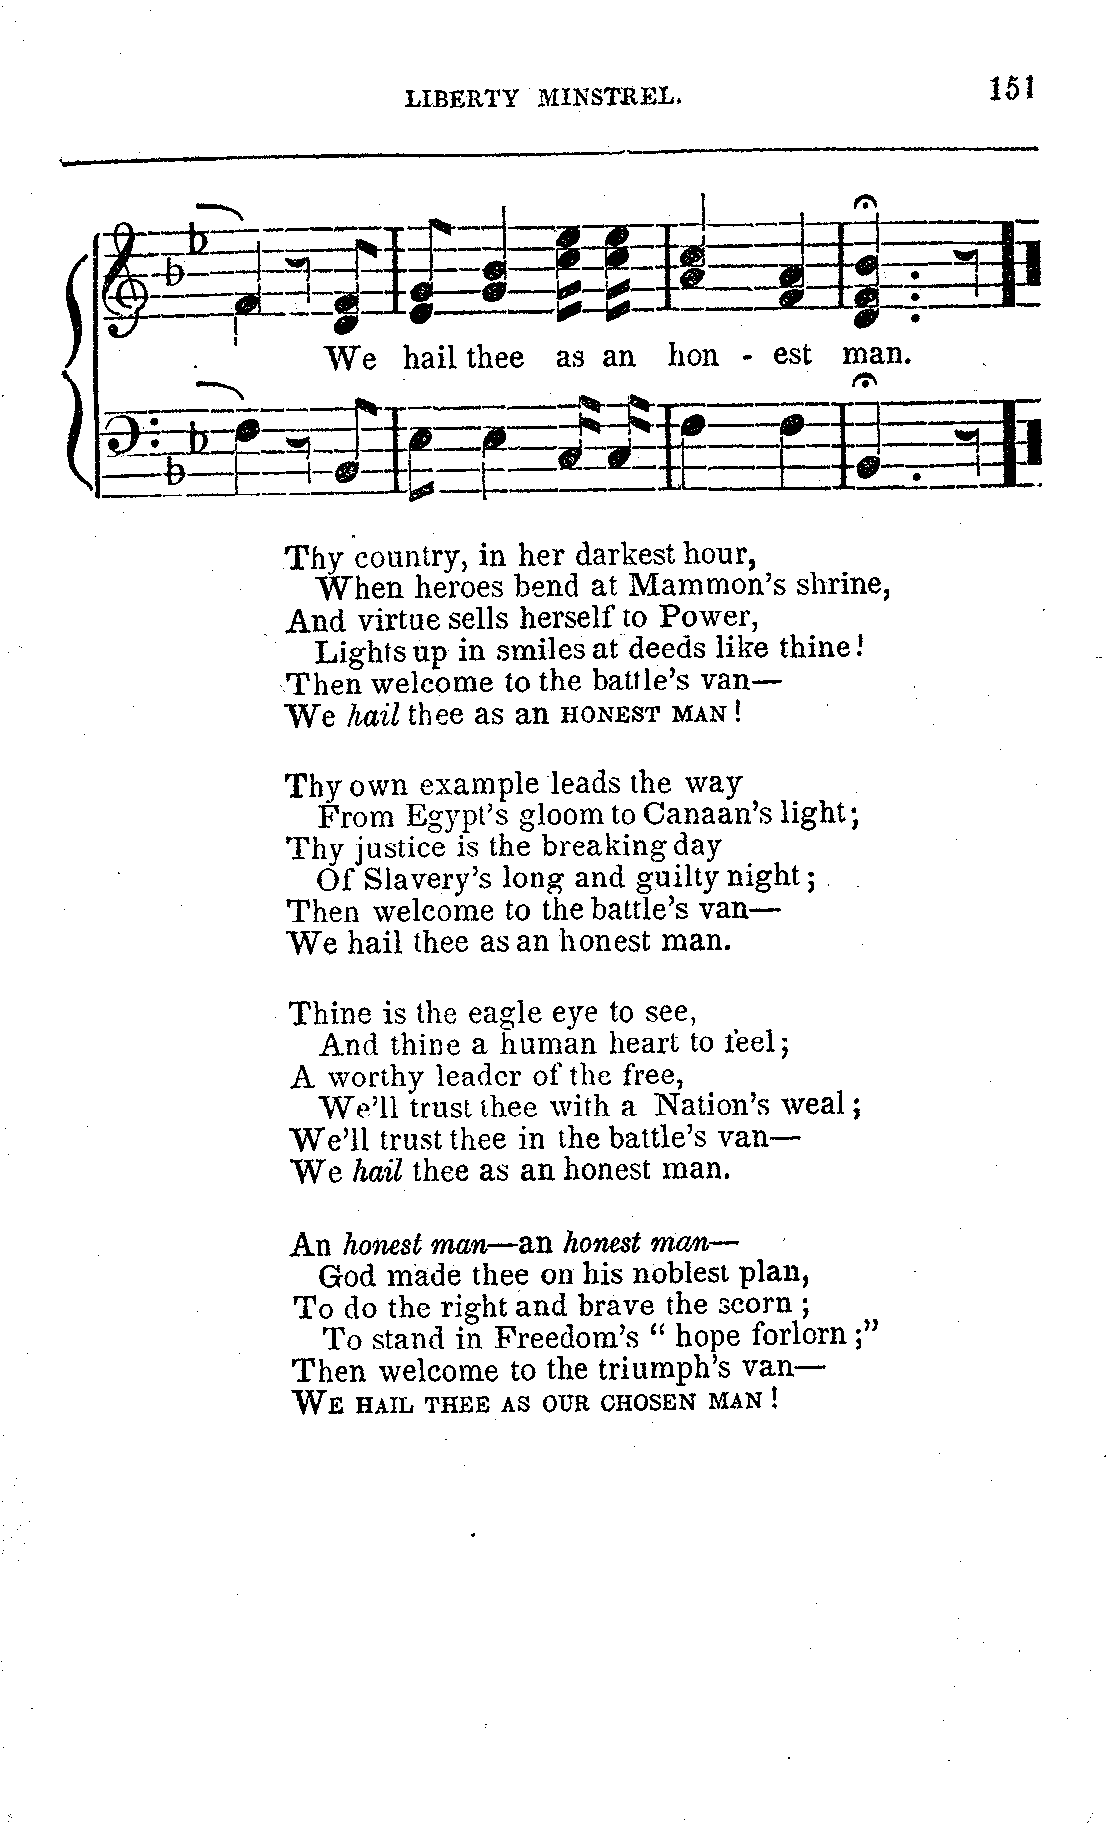 LIBERTY MINSTREL.
151
We hail thee as an hon - est man.
Thy country, in her darkest hour,
When heroes bend at Mammon's shrine,
And virtue sells herself to Power,
Lights up in smiles at deeds like thine!
Then welcome to the battle's van—
We hail thee as an HONEST MAN!
Thy own example leads the way
From Egypt's gloom to Canaan's light;
Thy justice is the breaking day
Of Slavery's long and guilty night;
Then welcome to the battle's van—
We hail thee as an honest man.
Thine is the eagle eye to see,
And thine a human heart to feel;
A worthy leader of the free,
We'll trust thee with a Nation's weal;
We'll trust thee in the battle's van—
We hail thee as an honest man.
An honest man—an honest man—
God made thee on his noblest plan,
To do the right and brave the scorn;
To stand in Freedom's "hope forlorn;"
Then welcome to the triumph's van—
WE HAIL THEE AS OUR CHOSEN MAN!